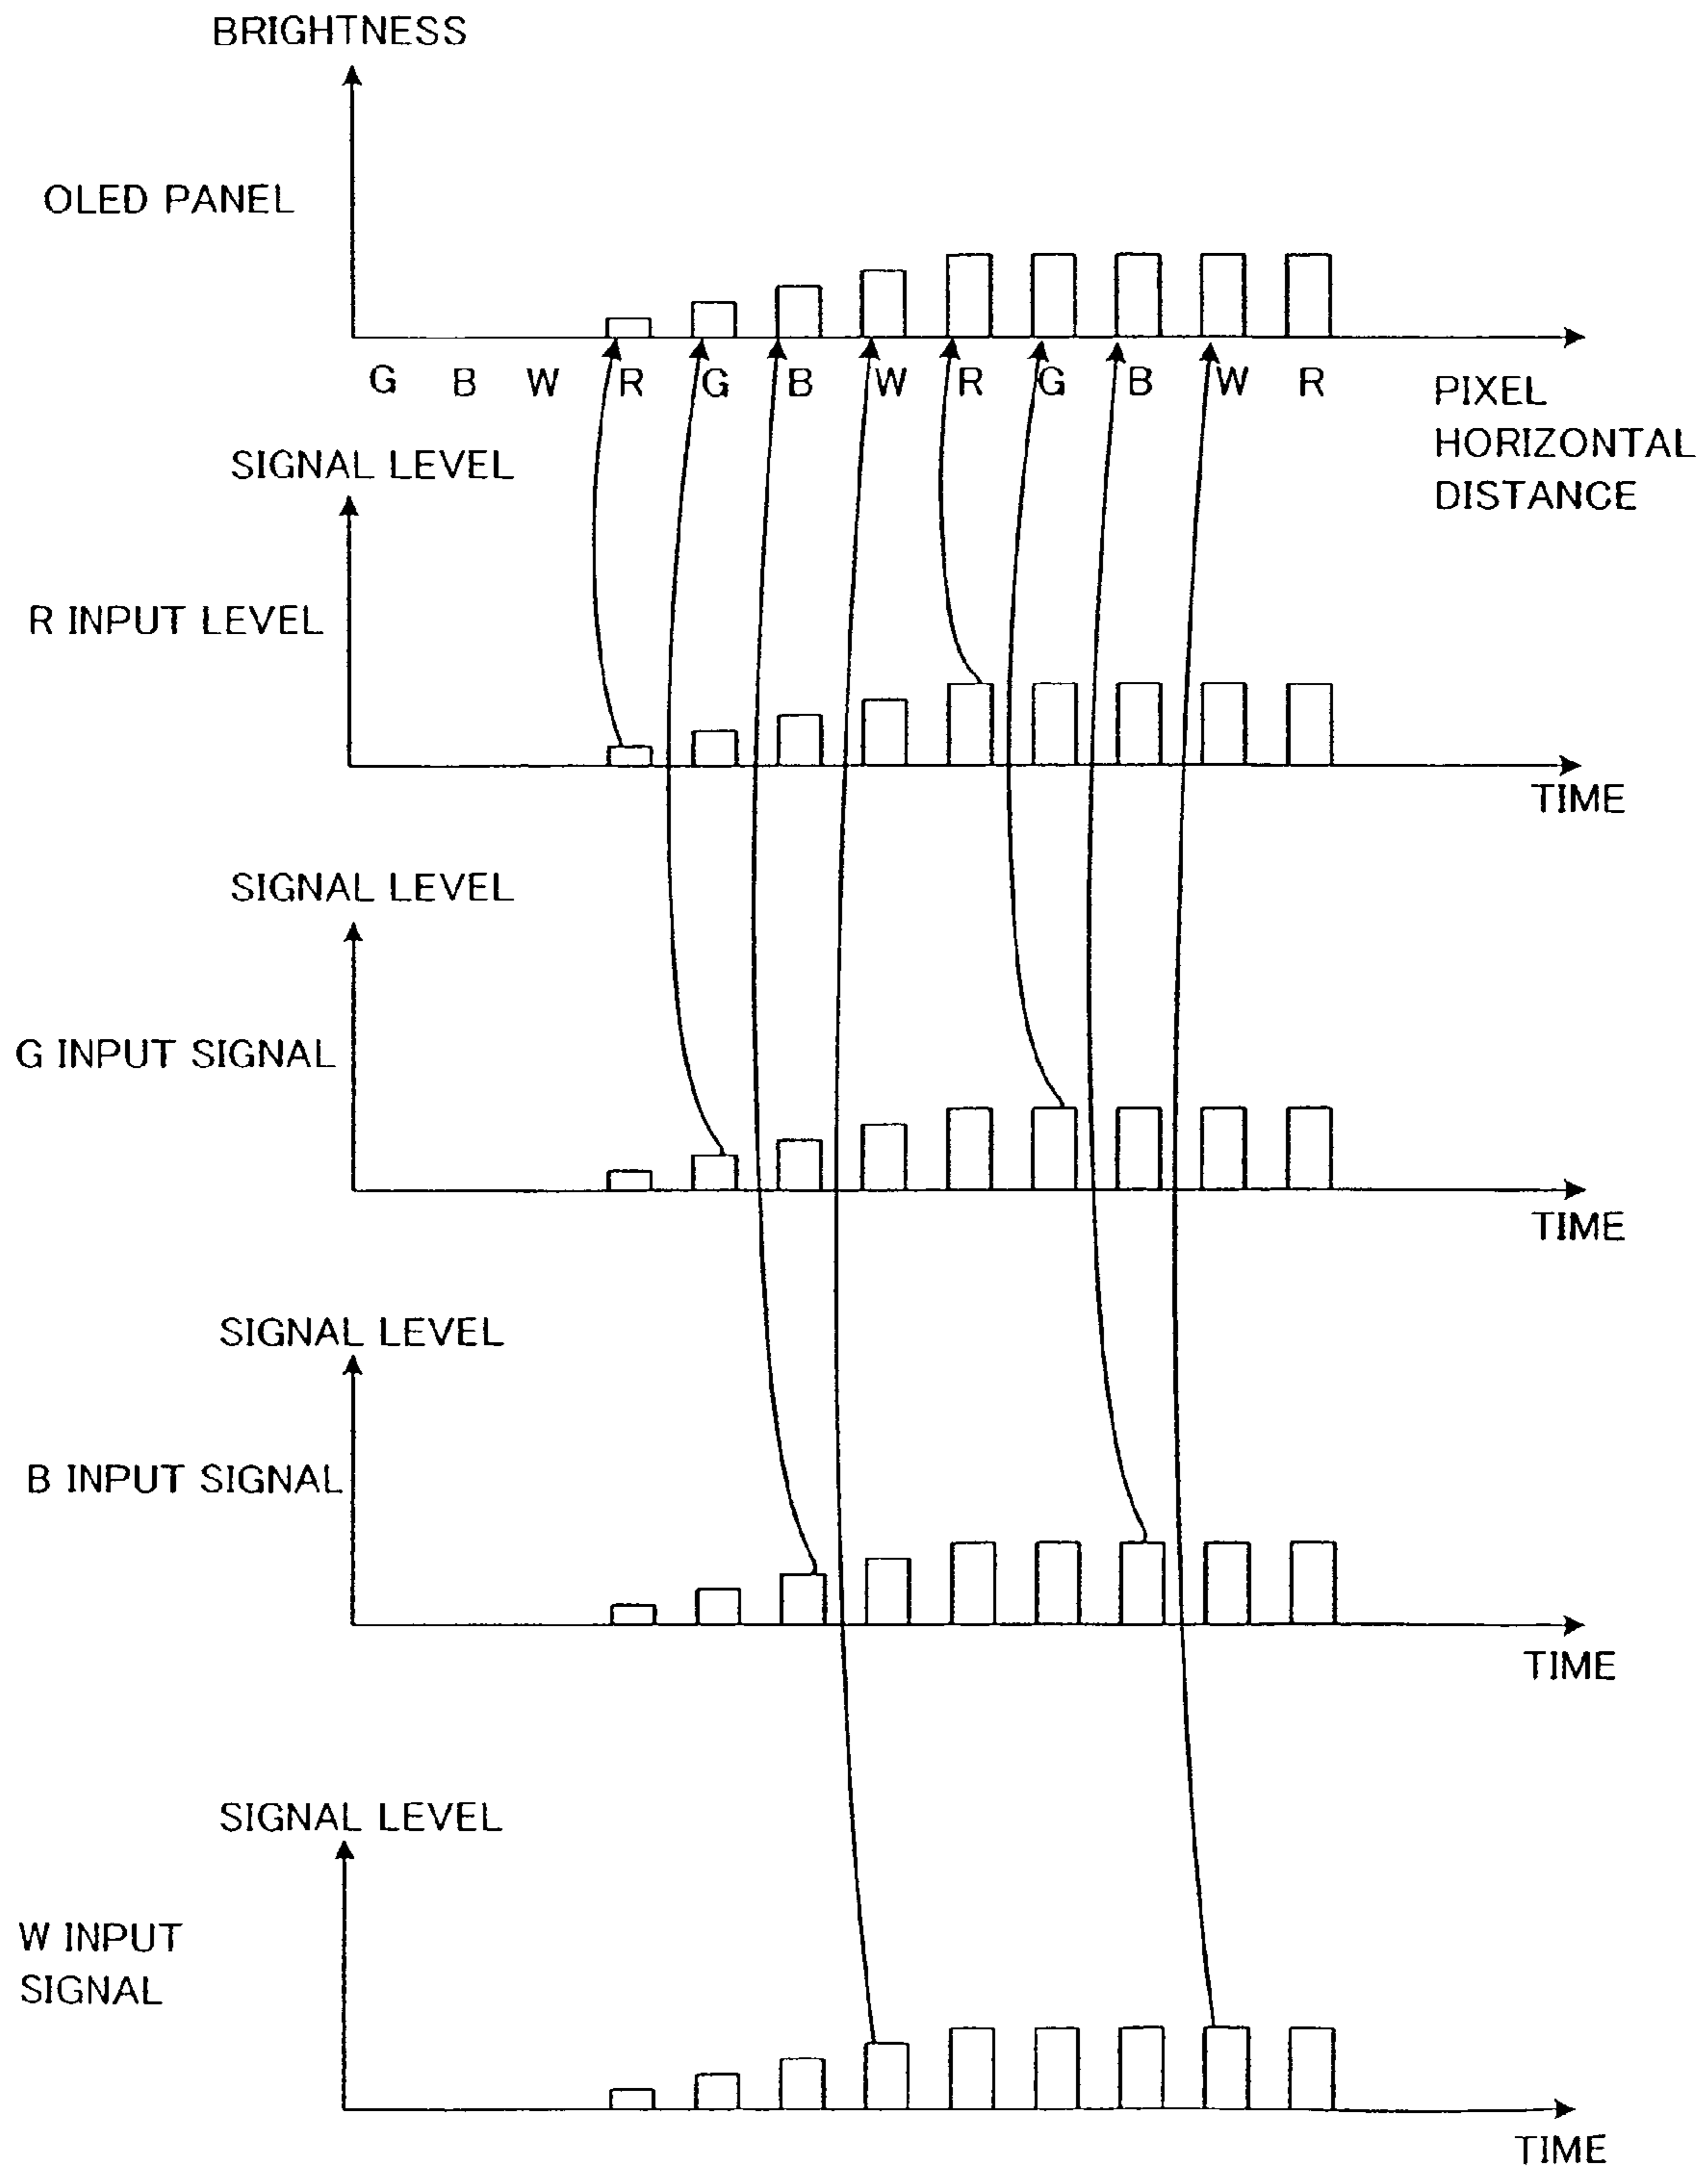 BRIGHTNESS
OLED PANEL
G B W R G B W R G B W R
PIXEL
HORIZONTAL
DISTANCE
SIGNAL LEVEL
R INPUT LEVEL
TIME
SIGNAL LEVEL
G INPUT SIGNAL
TIME
SIGNAL LEVEL
B INPUT SIGNAL
TIME
SIGNAL LEVEL
W INPUT
SIGNAL
TIME